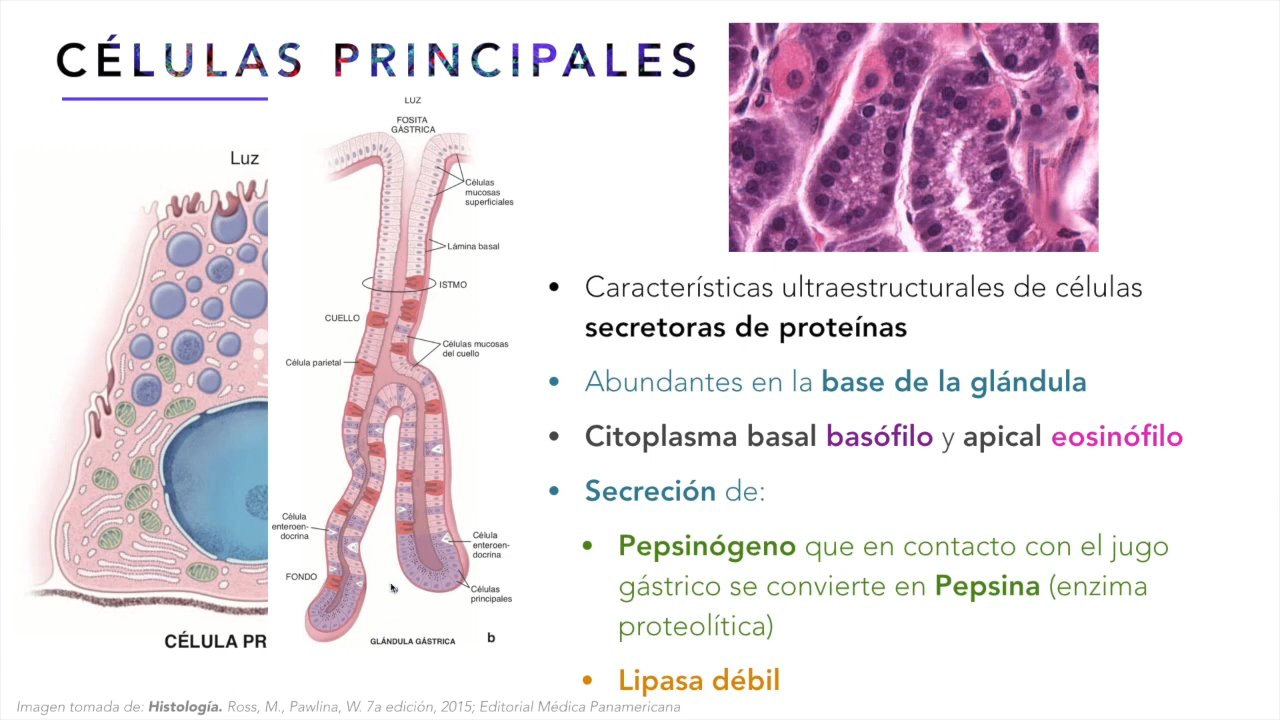 CÉLULAS PRINCIPALES
Luz
CÉLULA PR
LUZ
FOSITA
GÁSTRICA
Células
mucosas
superficiales
Lámina basal
ISTMO
CUELLO
Células mucosas
del cuello
Célula parietal
Célula
enteroen-
docrina
Célula
enteroen-
docrina
FONDO
Células
principales
GLÁNDULA GÁSTRICA
b
• Características ultraestructurales de células
secretoras de proteínas
• Abundantes en la base de la glándula
• Citoplasma basal basófilo y apical eosinófilo
• Secreción de:
• Pepsinógeno que en contacto con el jugo
gástrico se convierte en Pepsina (enzima
proteolítica)
• Lipasa débil
Imagen tomada de: Histología. Ross, M., Pawlina, W. 7a edición, 2015; Editorial Médica Panamericana